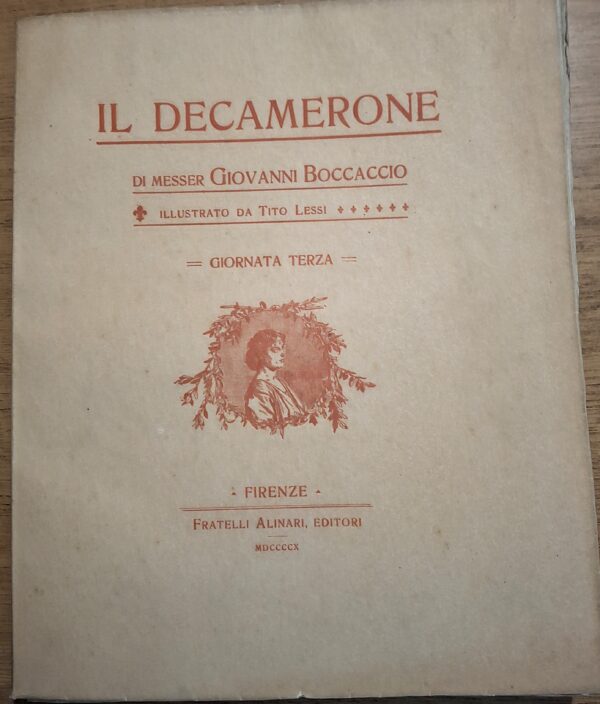 IL DECAMERONE
DI MESSER GIOVANNI BOCCACCIO
ILLUSTRATO DA TITO LESSI
= GIORNATA TERZA =
- FIRENZE -
FRATELLI ALINARI, EDITORI
MDCCCCX